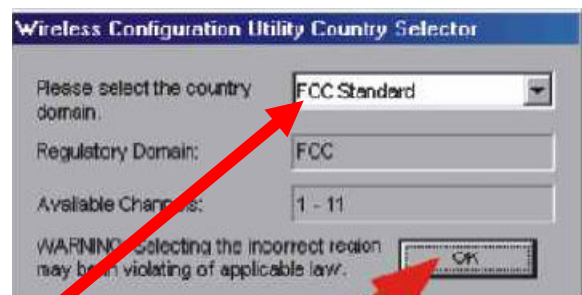 Wireless Configuration Utility Country Selector
Please select the country
domain.
FCC Standard
Regulatory Domain:
FCC
Available Channels:
1 - 11
WARNING: Selecting the incorrect region
may be in violating of applicable law.
OK